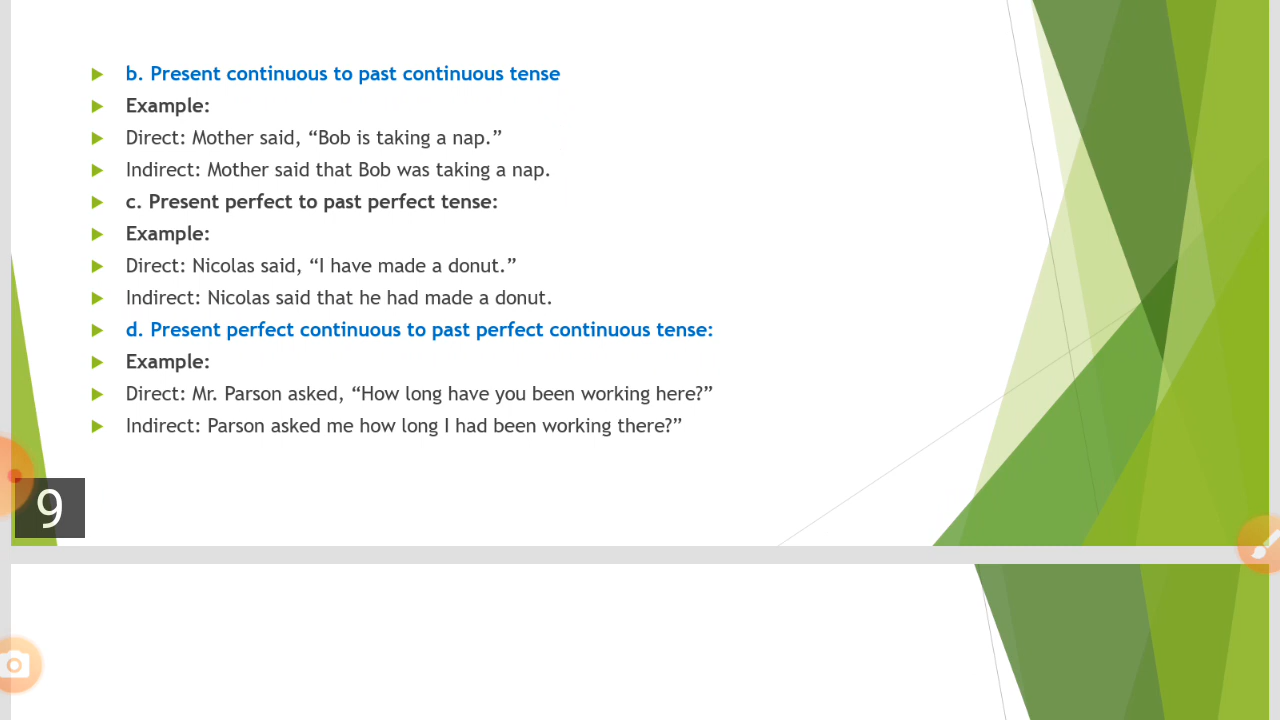 b. Present continuous to past continuous tense
Example:
Direct: Mother said, “Bob is taking a nap.”
Indirect: Mother said that Bob was taking a nap.
c. Present perfect to past perfect tense:
Example:
Direct: Nicolas said, “I have made a donut.”
Indirect: Nicolas said that he had made a donut.
d. Present perfect continuous to past perfect continuous tense:
Example:
Direct: Mr. Parson asked, “How long have you been working here?”
Indirect: Parson asked me how long I had been working there?”
9